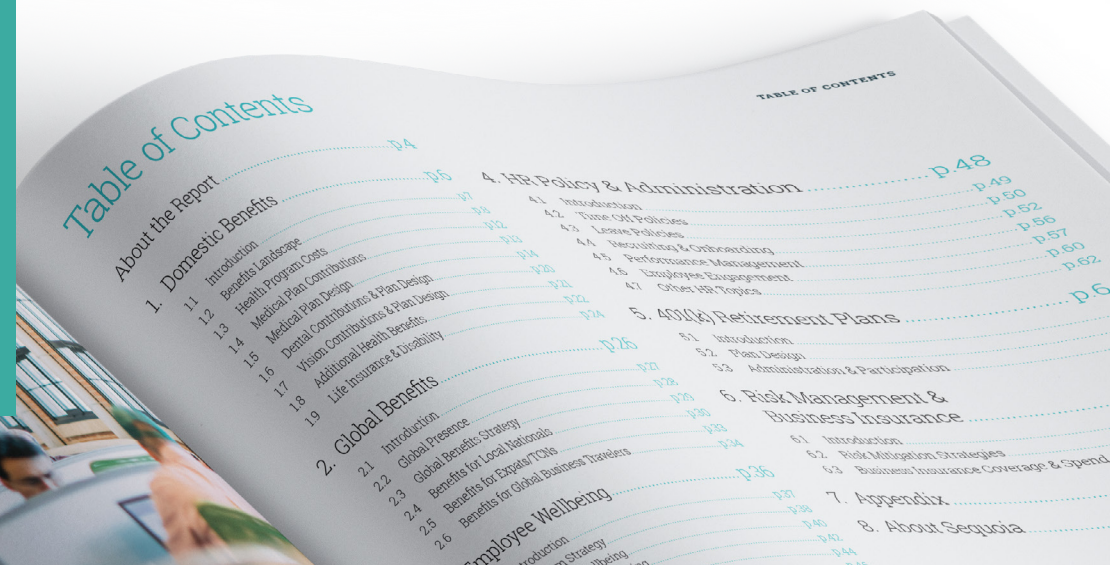 Table of Contents
About the Report p.4
1. Domestic Benefits p.6
1.1 Introduction p.7
1.2 Benefits Landscape p.8
1.3 Health Program Costs p.12
1.4 Medical Plan Contributions p.13
1.5 Medical Plan Design p.14
1.6 Dental Contributions & Plan Design p.20
1.7 Vision Contributions & Plan Design p.21
1.8 Additional Health Benefits p.22
1.9 Life Insurance & Disability p.24
2. Global Benefits p.26
2.1 Introduction p.27
2.2 Global Presence p.28
2.3 Global Benefits Strategy p.29
2.4 Benefits for Local Nationals p.30
2.5 Benefits for Expats/TCNs p.33
2.6 Benefits for Global Business Travelers p.34
Employee Wellbeing p.36
p.37
Strategy p.38
p.40
p.42
p.44
TABLE OF CONTENTS
4. HR Policy & Administration p.48
4.1 Introduction p.49
4.2 Time Off Policies p.50
4.3 Leave Policies p.52
4.4 Recruiting & Onboarding p.56
4.5 Performance Management p.57
4.6 Employee Engagement p.60
4.7 Other HR Topics p.62
5. 401(k) Retirement Plans p.6
5.1 Introduction
5.2 Plan Design
5.3 Administration & Participation
6. Risk Management &
Business Insurance
6.1 Introduction
6.2 Risk Mitigation Strategies
6.3 Business Insurance Coverage & Spend
7. Appendix
8. About Sequoia